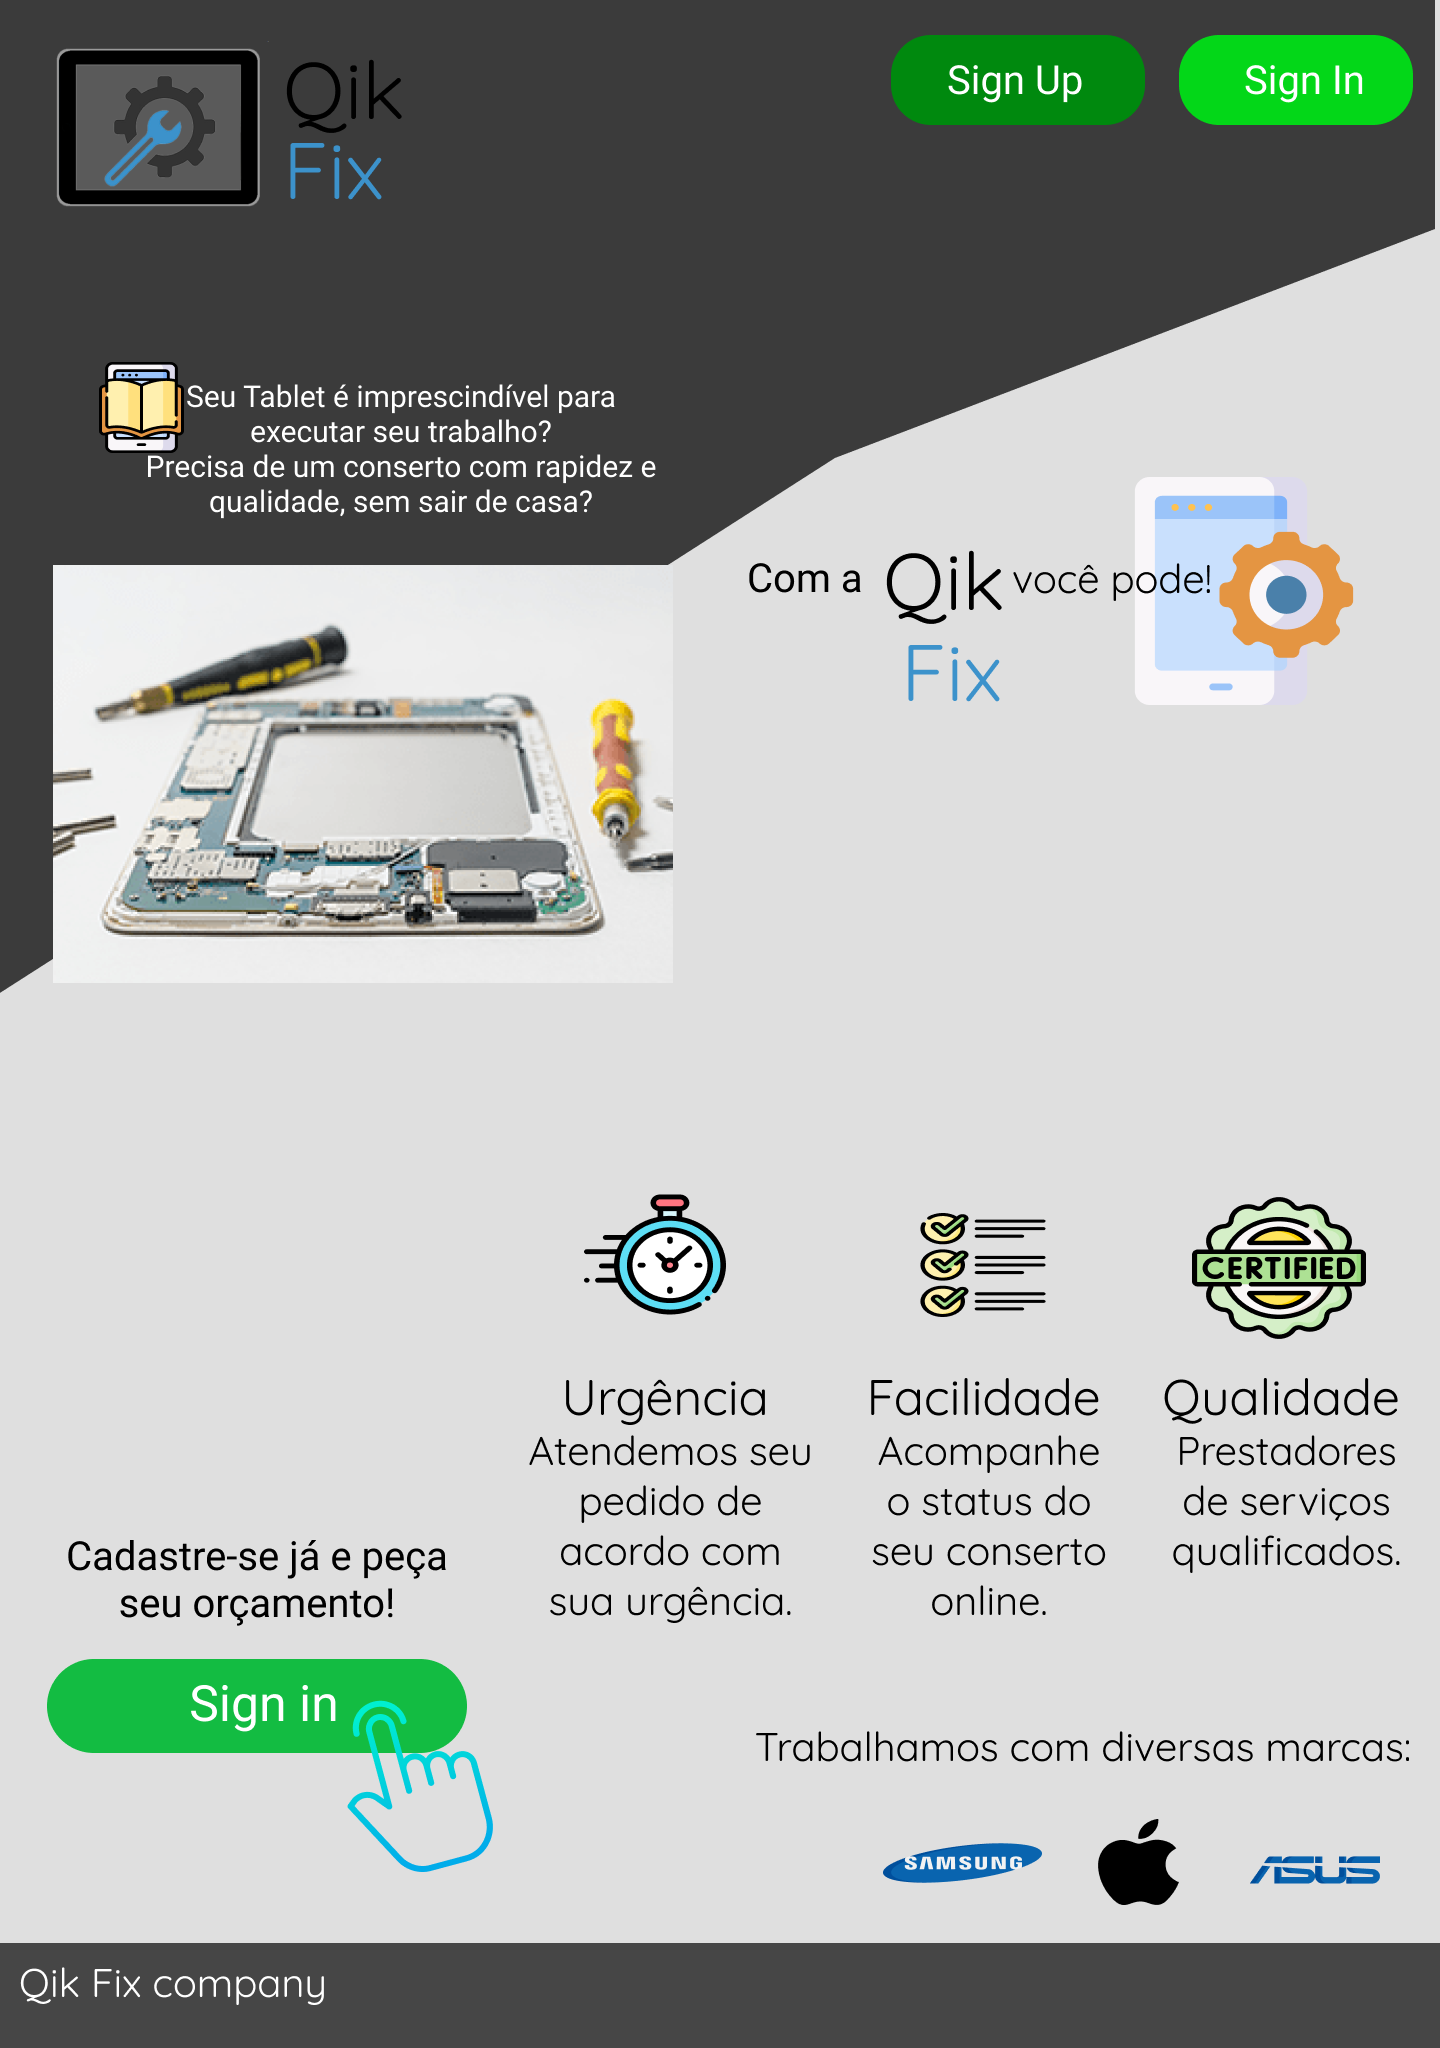 Qik
Fix
Sign Up
Sign In
Seu Tablet é imprescindível para
executar seu trabalho?
Precisa de um conserto com rapidez e
qualidade, sem sair de casa?
Com a Qik você pode!
Fix
CERTIFIED
Urgência
Atendemos seu
pedido de
acordo com
sua urgência.
Facilidade
Acompanhe
o status do
seu conserto
online.
Qualidade
Prestadores
de serviços
qualificados.
Cadastre-se já e peça
seu orçamento!
Sign in
Trabalhamos com diversas marcas:
SAMSUNG
ASUS
Qik Fix company